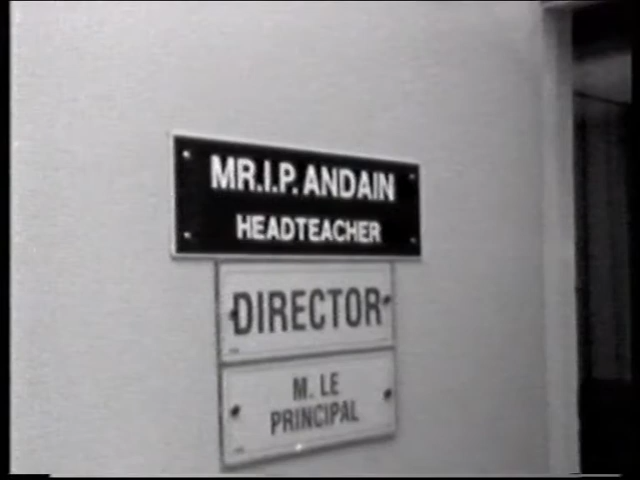 MR.I.P. ANDAIN
HEADTEACHER
DIRECTOR
M. LE
PRINCIPAL